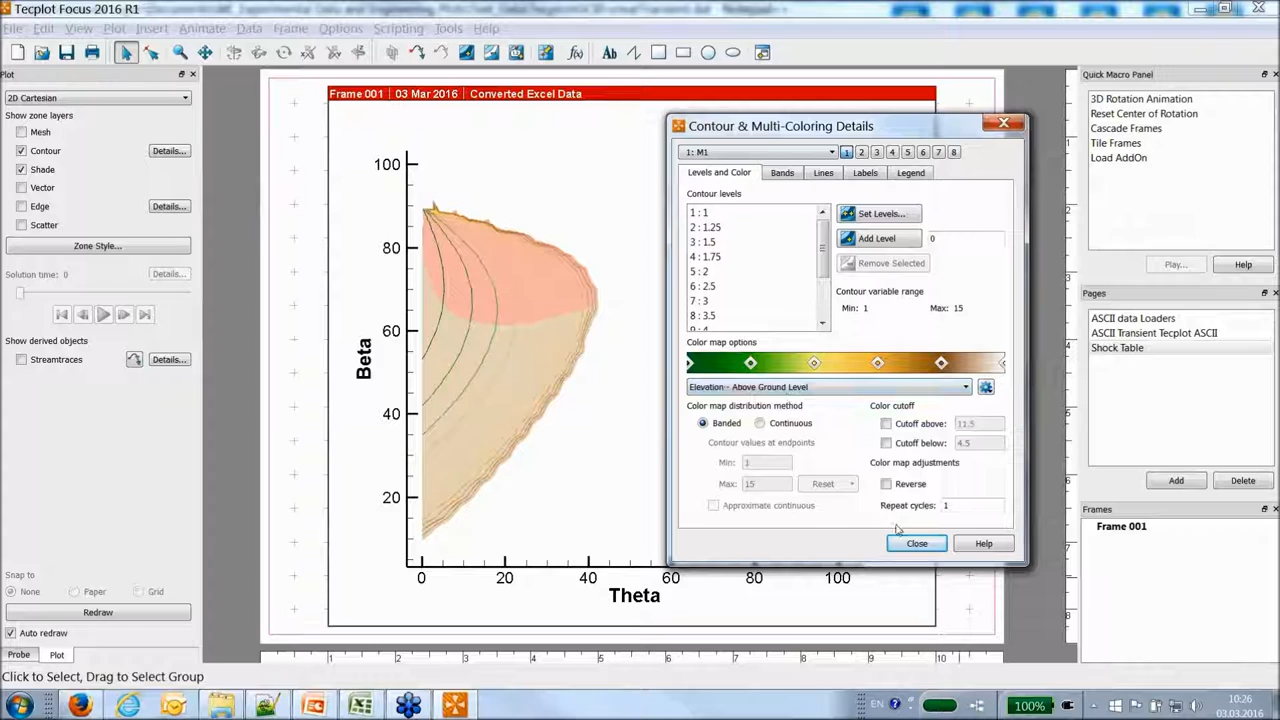 Tecplot Focus 2016 R1
File Edit View Plot Insert Animate Data Frame Options Scripting Tools Help
Plot
2D Cartesian
Show zone layers
Mesh
Contour
Details...
Shade
Vector
Edge
Details...
Scatter
Zone Style...
Solution time: 0
Details...
Show derived objects
Streamtraces
Details...
Snap to
None
Paper
Grid
Redraw
Auto redraw
Probe
Plot
Click to Select, Drag to Select Group
Frame 001 | 03 Mar 2016 | Converted Excel Data
100
80
60
40
20
Beta
0
20
40
60
80
100
Theta
1 2 3 4 5 6 7 8 9 10
Contour & Multi-Coloring Details
1: M1
1 2 3 4 5 6 7 8
Levels and Color
Bands
Lines
Labels
Legend
Contour levels
1 : 1
2 : 1.25
3 : 1.5
4 : 1.75
5 : 2
6 : 2.5
7 : 3
8 : 3.5
Set Levels...
Add Level
0
Remove Selected
Contour variable range
Min: 1
Max: 15
Color map options
Elevation - Above Ground Level
Color map distribution method
Banded
Continuous
Contour values at endpoints
Min: 1
Max: 15
Reset
Approximate continuous
Color cutoff
Cutoff above: 11.5
Cutoff below: 4.5
Color map adjustments
Reverse
Repeat cycles: 1
Close
Help
Quick Macro Panel
3D Rotation Animation
Reset Center of Rotation
Cascade Frames
Tile Frames
Load AddOn
Play...
Help
Pages
ASCII data Loaders
ASCII Transient Tecplot ASCII
Shock Table
Add
Delete
Frames
Frame 001
EN
100%
10:26
03.03.2016